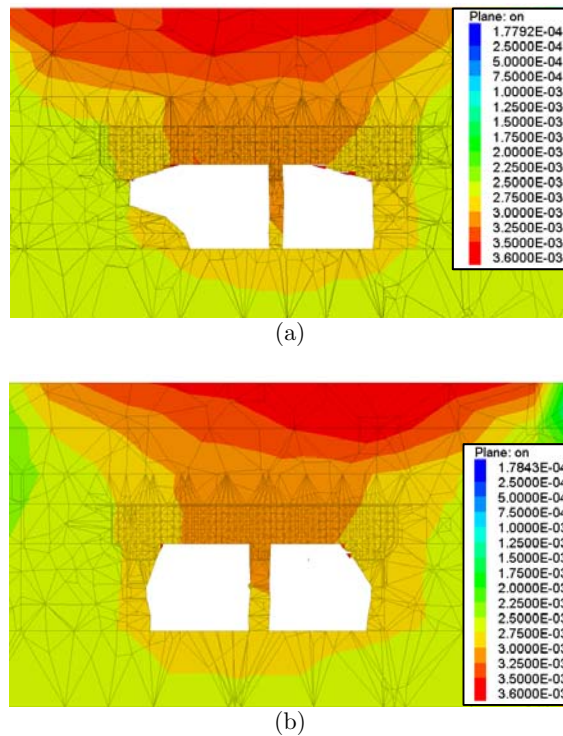 Plane: on
1.7792E-04
2.5000E-04
5.0000E-04
7.5000E-04
1.0000E-03
1.2500E-03
1.5000E-03
1.7500E-03
2.0000E-03
2.2500E-03
2.5000E-03
2.7500E-03
3.0000E-03
3.2500E-03
3.5000E-03
3.6000E-03
(a)
Plane: on
1.7843E-04
2.5000E-04
5.0000E-04
7.5000E-04
1.0000E-03
1.2500E-03
1.5000E-03
1.7500E-03
2.0000E-03
2.2500E-03
2.5000E-03
2.7500E-03
3.0000E-03
3.2500E-03
3.5000E-03
3.6000E-03
(b)